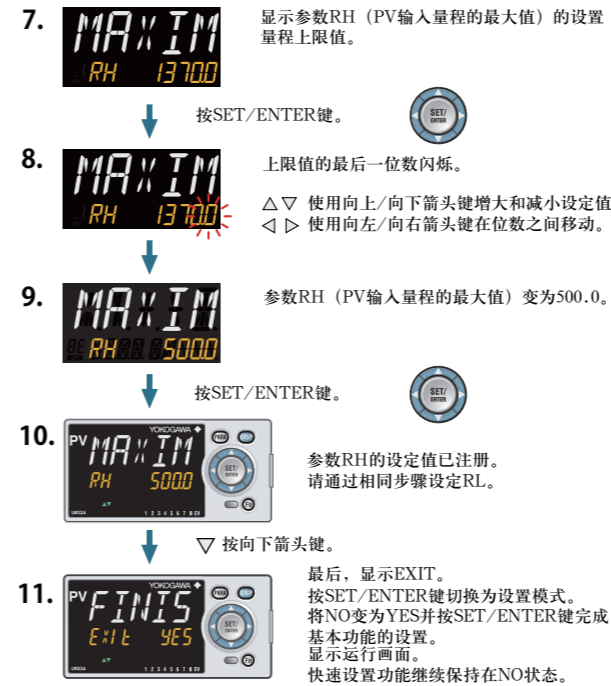 7.
MAXIM
RH 1370.0
显示参数RH（PV输入量程的最大值）的设置
量程上限值。
按SET/ENTER键。
SET/
ENTER
8.
MAXIM
RH 1370.0
上限值的最后一位数闪烁。
△▽ 使用向上/向下箭头键增大和减小设定值
◁ ▷ 使用向左/向右箭头键在位数之间移动。
9.
MAXIM
RH 500.0
参数RH（PV输入量程的最大值）变为500.0。
按SET/ENTER键。
SET/
ENTER
10.
YOKOGAWA
PV MAXIM
RH 500.0
UM33A
1 2 3 4 5 6 7 8 EV
PARA DISP
SET/
ENTER
Fn
参数RH的设定值已注册。
请通过相同步骤设定RL。
▽ 按向下箭头键。
11.
YOKOGAWA
PV FINIS
EXIT YES
UM33A
1 2 3 4 5 6 7 8 EV
PARA DISP
SET/
ENTER
Fn
最后，显示EXIT。
按SET/ENTER键切换为设置模式。
将NO变为YES并按SET/ENTER键完成
基本功能的设置。
显示运行画面。
快速设置功能继续保持在NO状态。